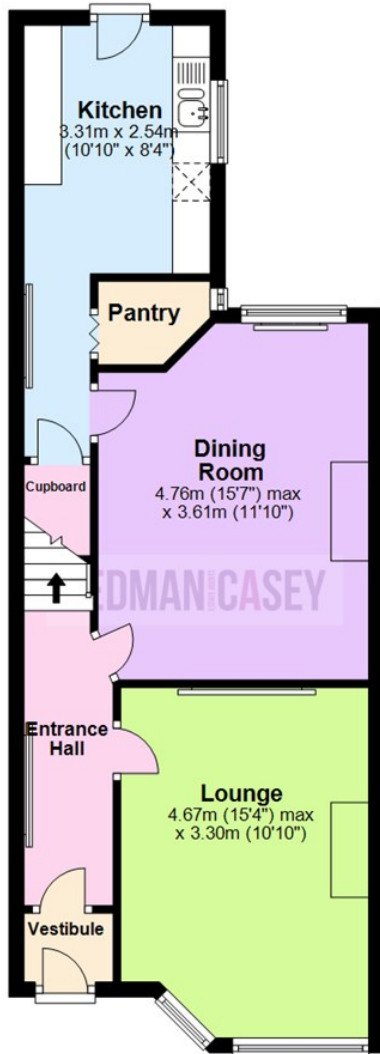 Kitchen
3.31m x 2.54m
(10'10" x 8'4")
Pantry
Dining
Room
4.76m (15'7") max
x 3.61m (11'10")
Cupboard
EDMAN CASEY
Entrance
Hall
Lounge
4.67m (15'4") max
x 3.30m (10'10")
Vestibule